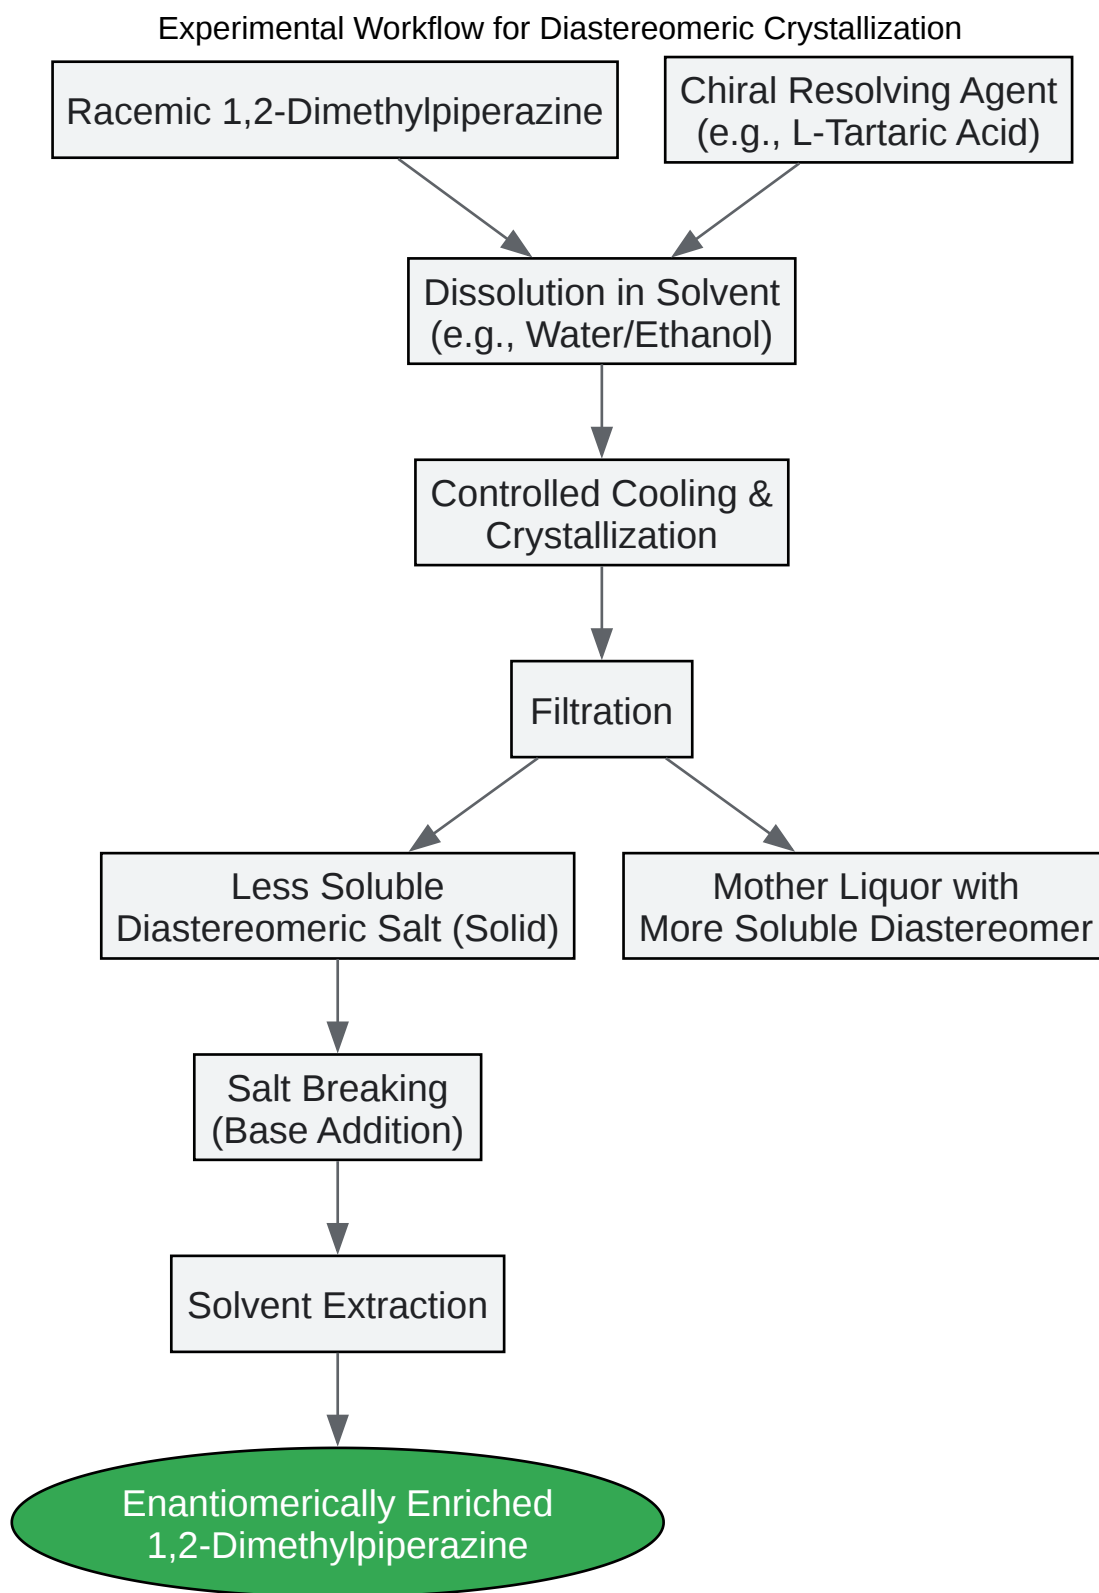 Experimental Workflow for Diastereomeric Crystallization
Racemic 1,2-Dimethylpiperazine
Chiral Resolving Agent
(e.g., L-Tartaric Acid)
Dissolution in Solvent
(e.g., Water/Ethanol)
Controlled Cooling &
Crystallization
Filtration
Less Soluble
Diastereomeric Salt (Solid)
Mother Liquor with
More Soluble Diastereomer
Salt Breaking
(Base Addition)
Solvent Extraction
Enantiomerically Enriched
1,2-Dimethylpiperazine